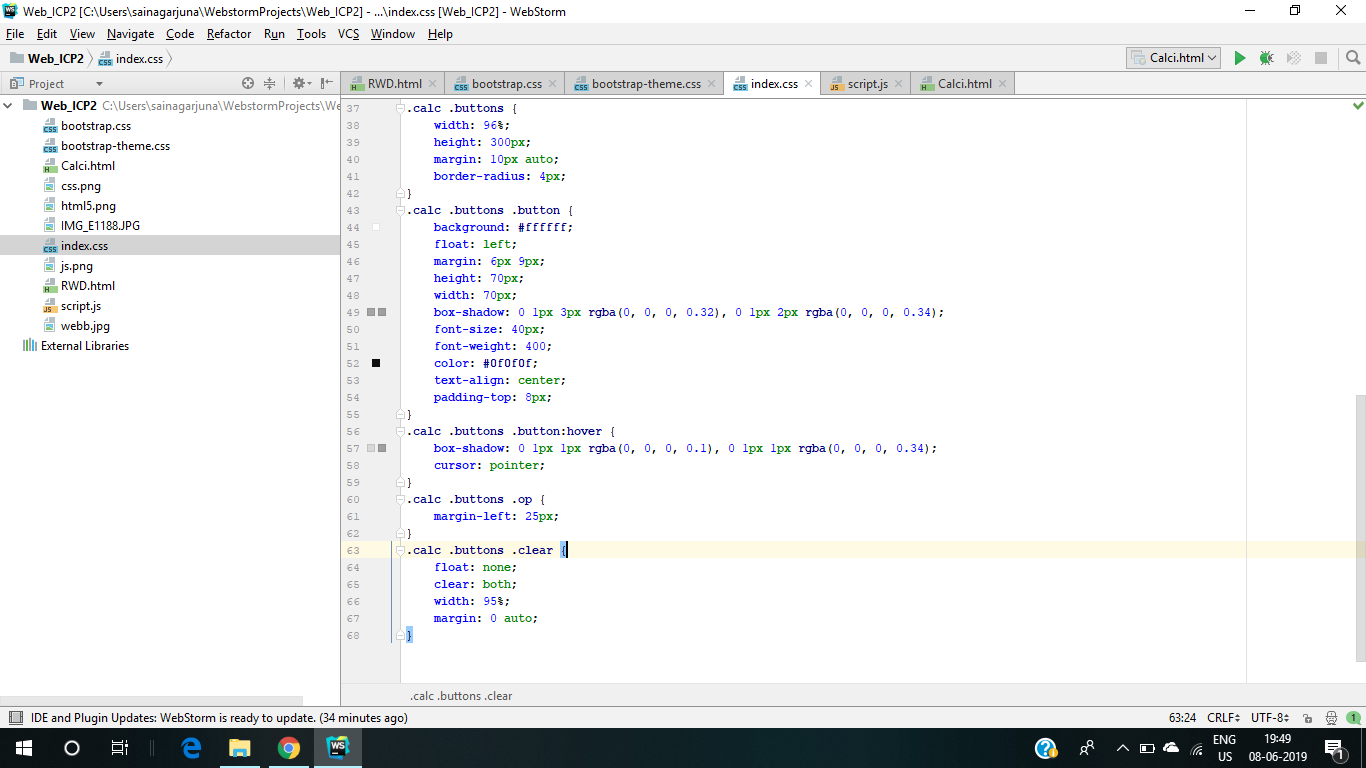 Web_ICP2 [C:\Users\sainagarjuna\WebstormProjects\Web_ICP2] - ...\index.css [Web_ICP2] - WebStorm
File Edit View Navigate Code Refactor Run Tools VCS Window Help
Web_ICP2 index.css Calci.html
Project RWD.html bootstrap.css bootstrap-theme.css index.css script.js Calci.html
Web_ICP2 C:\Users\sainagarjuna\WebstormProjects\We
bootstrap.css
bootstrap-theme.css
Calci.html
css.png
html5.png
IMG_E1188.JPG
index.css
js.png
RWD.html
script.js
webb.jpg
External Libraries
37 .calc .buttons {
38 width: 96%;
39 height: 300px;
40 margin: 10px auto;
41 border-radius: 4px;
42 }
43 .calc .buttons .button {
44 background: #ffffff;
45 float: left;
46 margin: 6px 9px;
47 height: 70px;
48 width: 70px;
49 box-shadow: 0 1px 3px rgba(0, 0, 0, 0.32), 0 1px 2px rgba(0, 0, 0, 0.34);
50 font-size: 40px;
51 font-weight: 400;
52 color: #0f0f0f;
53 text-align: center;
54 padding-top: 8px;
55 }
56 .calc .buttons .button:hover {
57 box-shadow: 0 1px 1px rgba(0, 0, 0, 0.1), 0 1px 1px rgba(0, 0, 0, 0.34);
58 cursor: pointer;
59 }
60 .calc .buttons .op {
61 margin-left: 25px;
62 }
63 .calc .buttons .clear {
64 float: none;
65 clear: both;
66 width: 95%;
67 margin: 0 auto;
68 }
.calc .buttons .clear
IDE and Plugin Updates: WebStorm is ready to update. (34 minutes ago) 63:24 CRLF UTF-8 1
WS ENG 19:49
US 08-06-2019 1